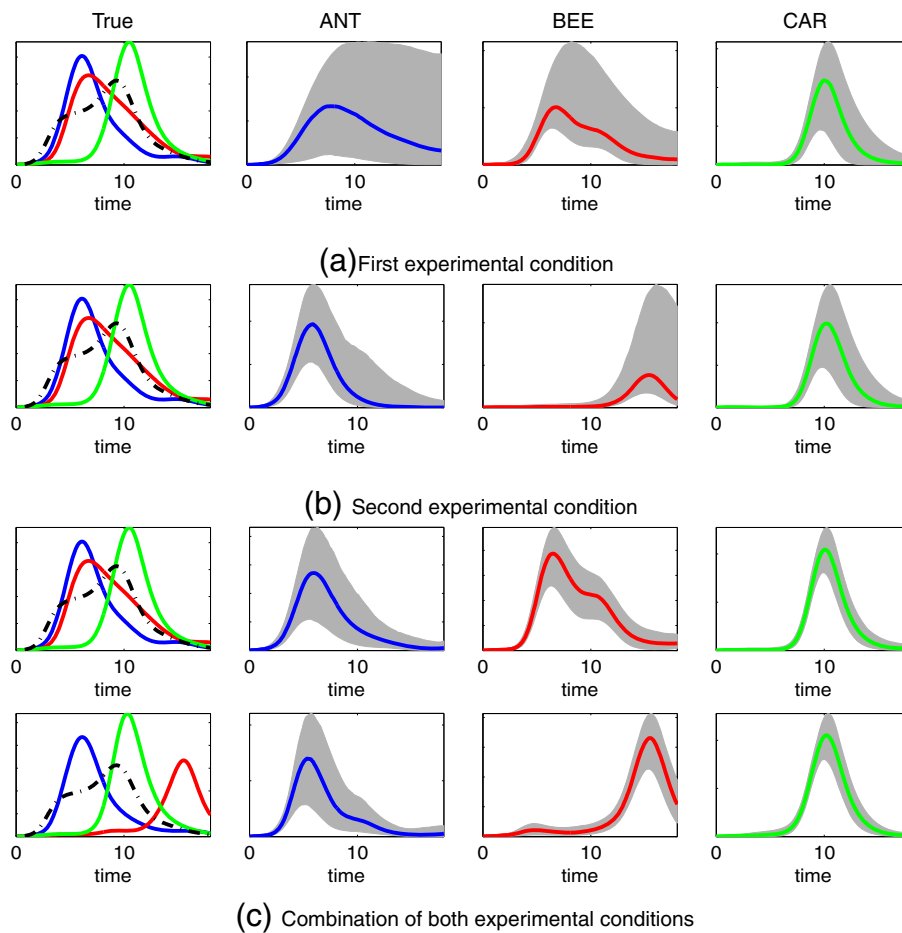 True ANT BEE CAR
0 10 0 10 0 10 0 10
time time time time
(a)First experimental condition
0 10 0 10 0 10 0 10
time time time time
(b) Second experimental condition
0 10 0 10 0 10 0 10
time time time time
0 10 0 10 0 10 0 10
time time time time
(c) Combination of both experimental conditions